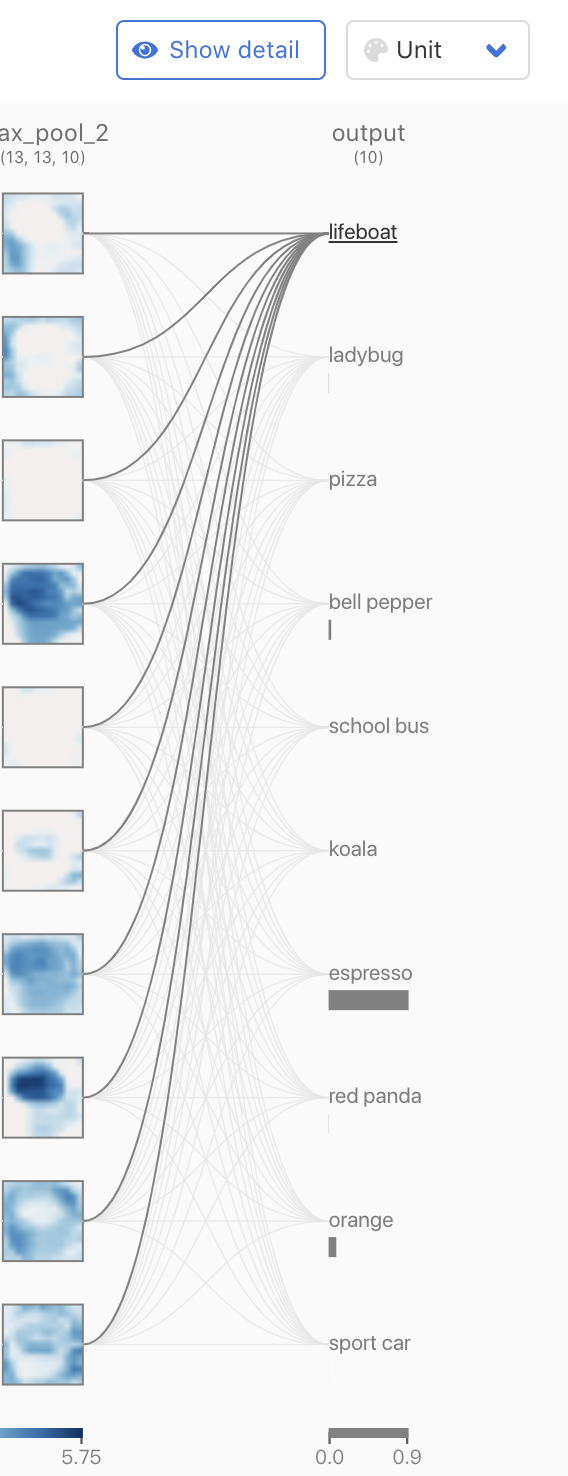 Show detail
Unit
ax_pool_2
(13, 13, 10)
output
(10)
lifeboat
ladybug
pizza
bell pepper
school bus
koala
espresso
red panda
orange
sport car
5.75
0.0 0.9